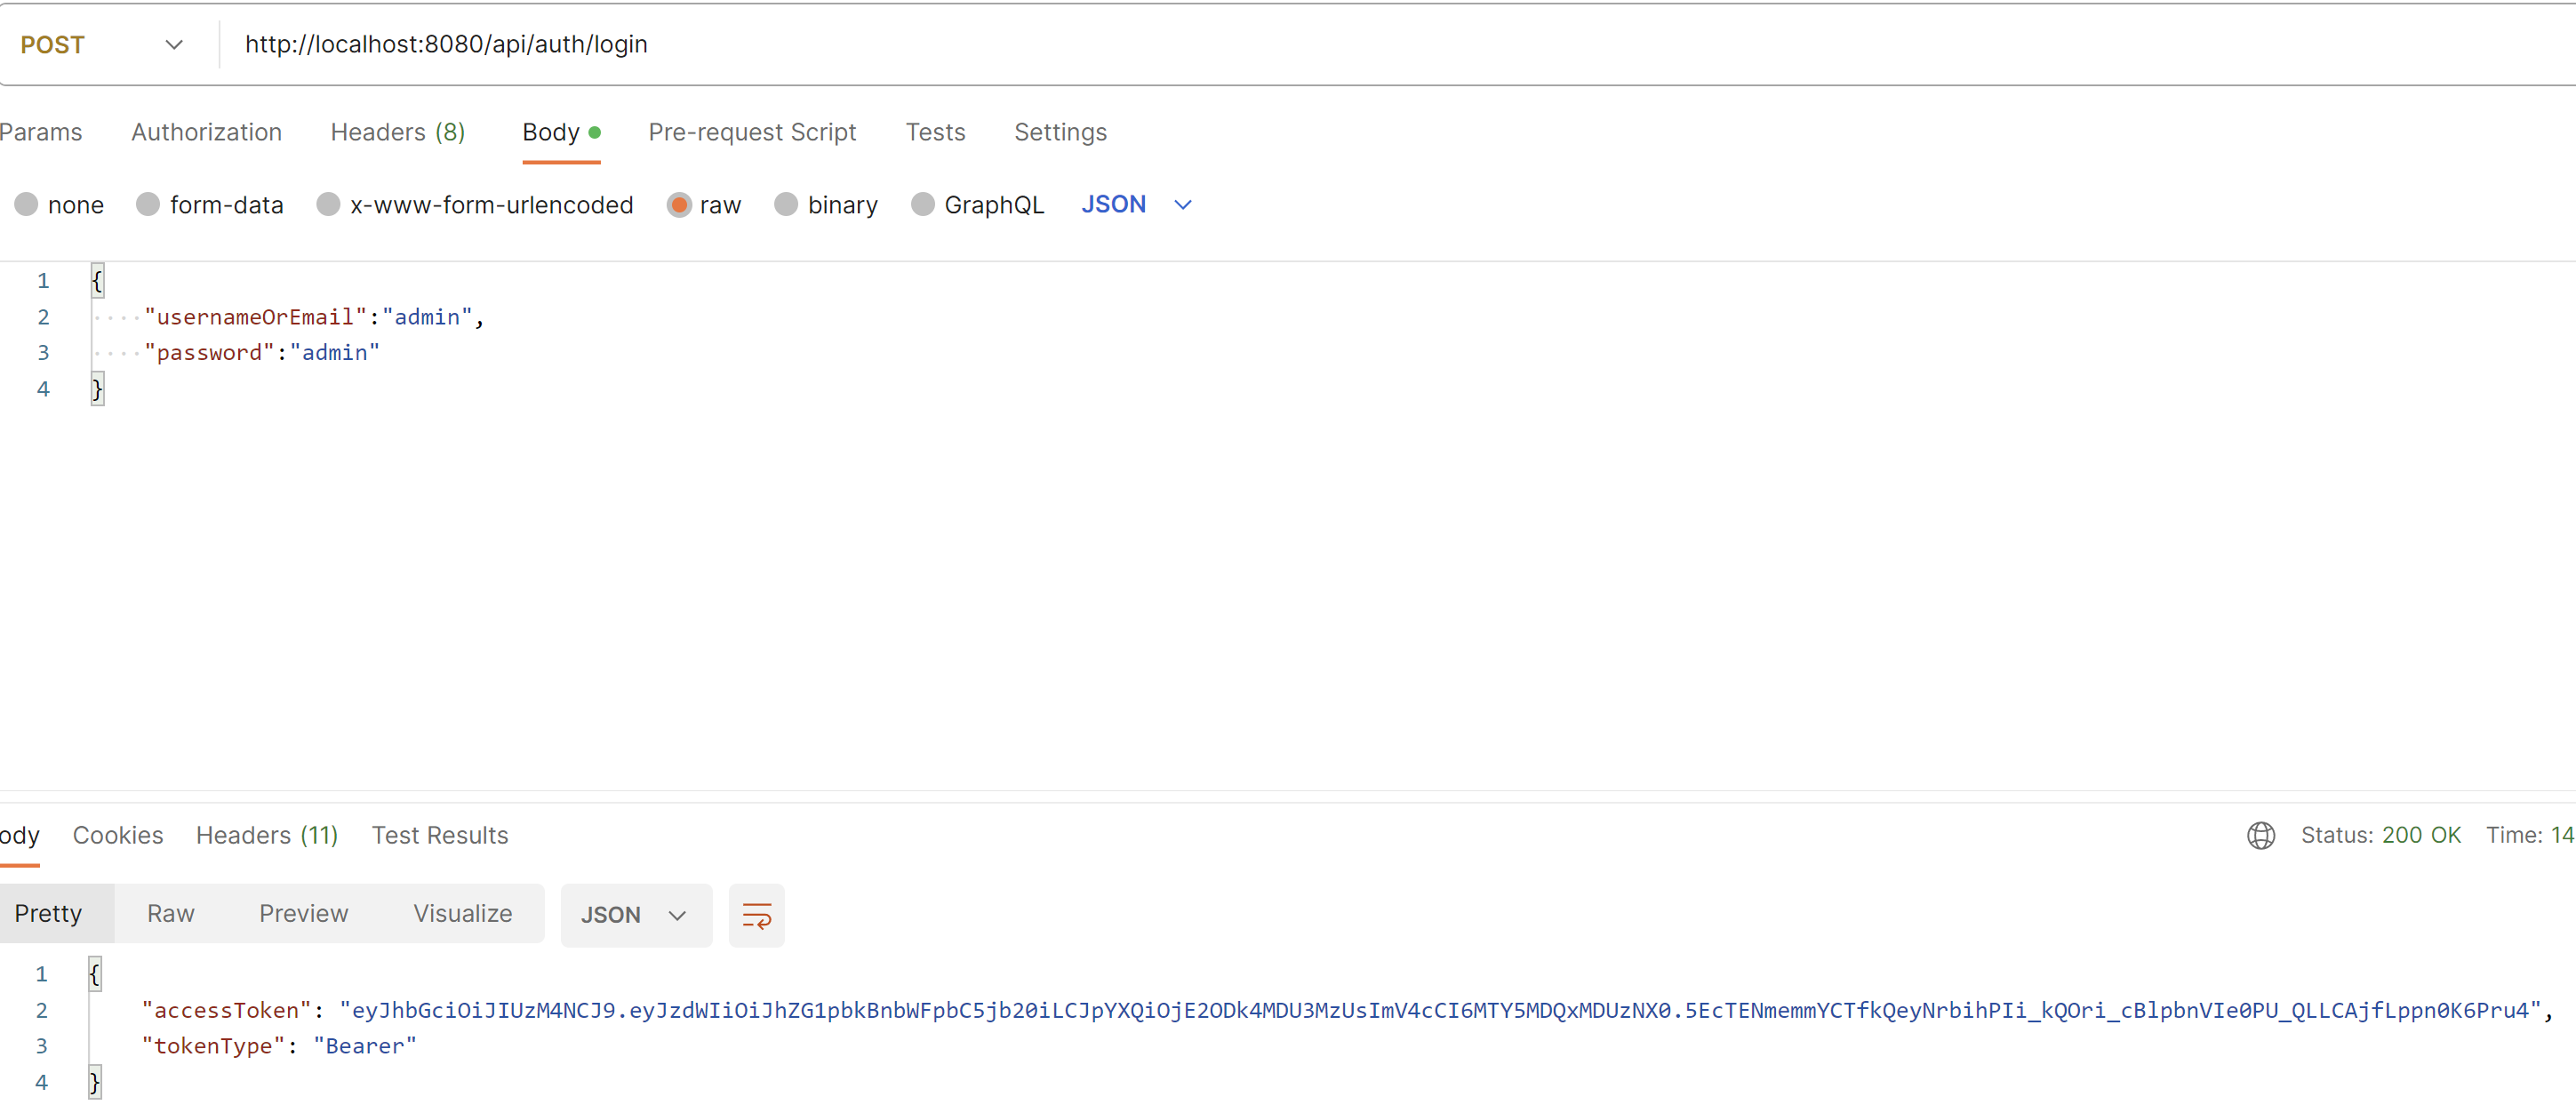 POST http://localhost:8080/api/auth/login
Params Authorization Headers (8) Body Pre-request Script Tests Settings
none form-data x-www-form-urlencoded raw binary GraphQL JSON
1 {
2 "usernameOrEmail":"admin",
3 "password":"admin"
4 }
ody Cookies Headers (11) Test Results Status: 200 OK Time: 14
Pretty Raw Preview Visualize JSON
1 {
2 "accessToken": "eyJhbGciOiJIUzM4NCJ9.eyJzdWIiOiJhZG1pbkBnbWFpbC5jb20iLCJpYXQiOjE2ODk4MDU3MzUsImV4cCI6MTY5MDQxMDUzNX0.5EcTENmemmYCTfkQeyNrbihPIi_kQOri_cBlpbnVIe0PU_QLLCAjfLppn0K6Pru4",
3 "tokenType": "Bearer"
4 }